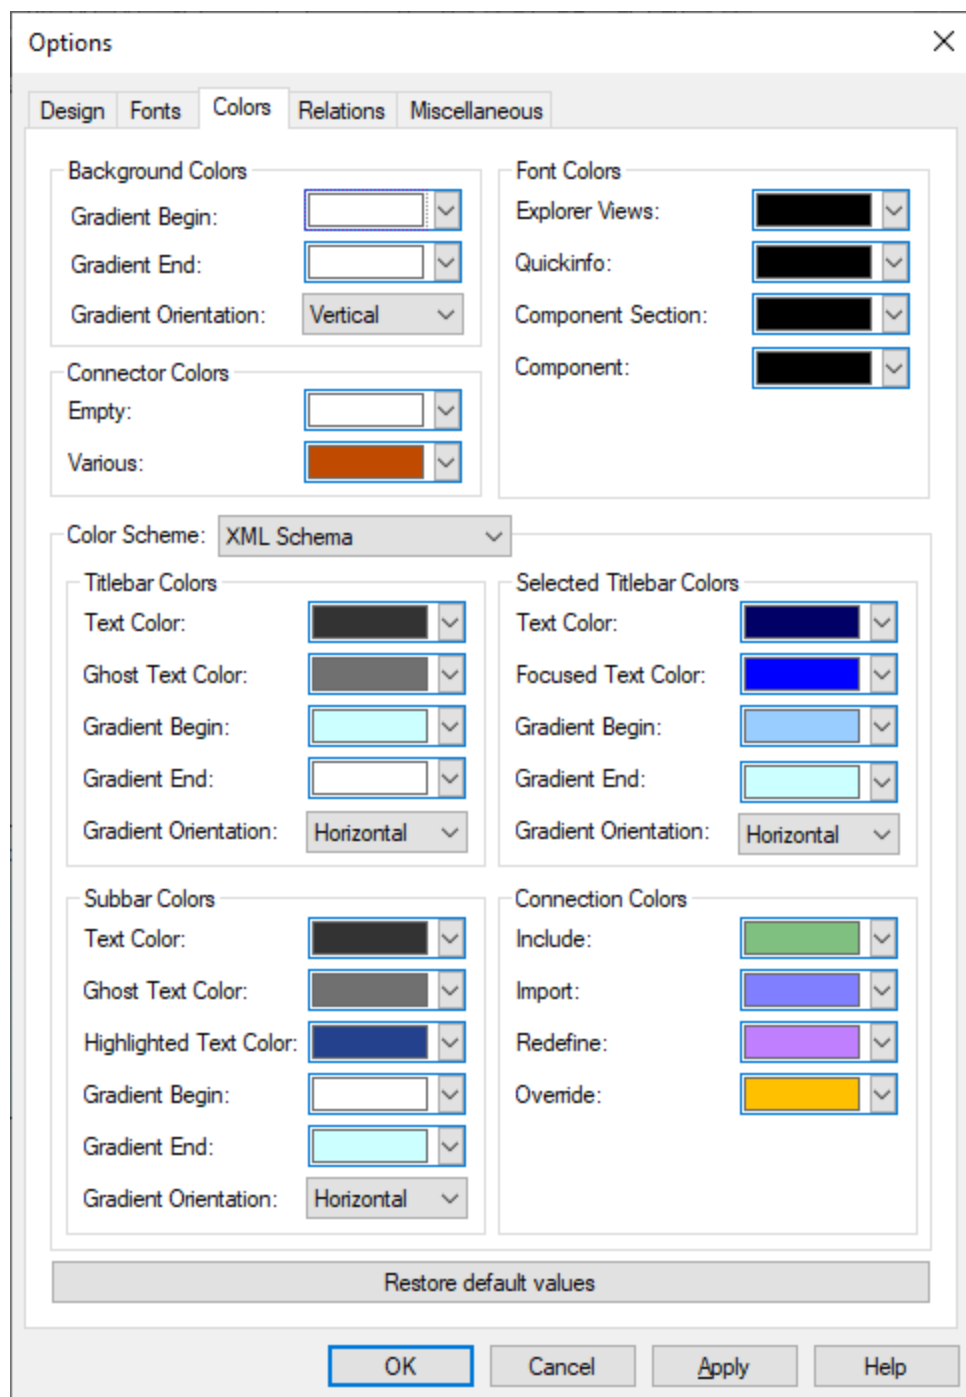 Options
Design Fonts Colors Relations Miscellaneous
Background Colors
Gradient Begin:
Gradient End:
Gradient Orientation: Vertical
Connector Colors
Empty:
Various:
Font Colors
Explorer Views:
Quickinfo:
Component Section:
Component:
Color Scheme: XML Schema
Titlebar Colors
Text Color:
Ghost Text Color:
Gradient Begin:
Gradient End:
Gradient Orientation: Horizontal
Selected Titlebar Colors
Text Color:
Focused Text Color:
Gradient Begin:
Gradient End:
Gradient Orientation: Horizontal
Subbar Colors
Text Color:
Ghost Text Color:
Highlighted Text Color:
Gradient Begin:
Gradient End:
Gradient Orientation: Horizontal
Connection Colors
Include:
Import:
Redefine:
Override:
Restore default values
OK Cancel Apply Help